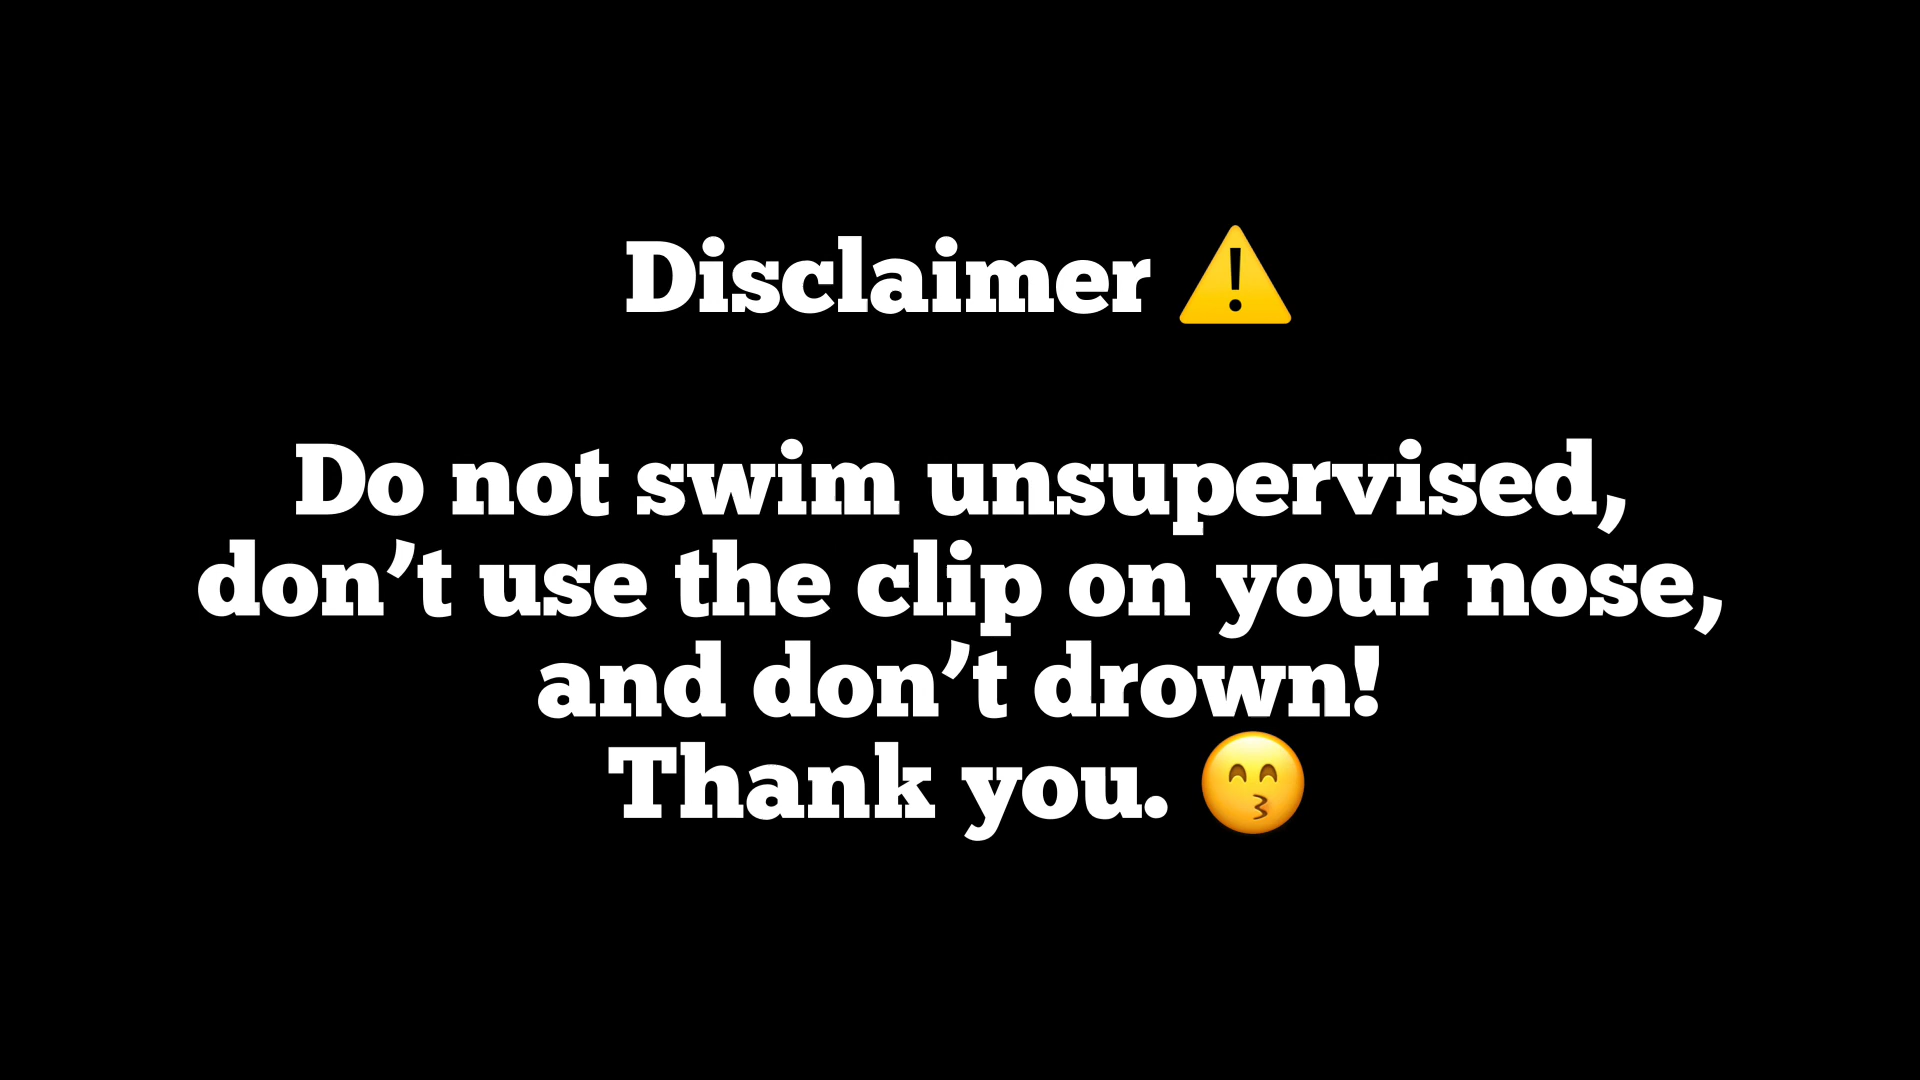 Disclaimer ⚠️
Do not swim unsupervised,
don’t use the clip on your nose,
and don’t drown!
Thank you. 😙